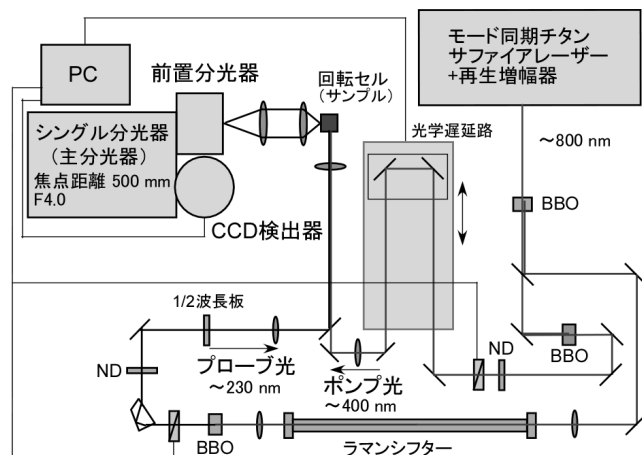 モード同期チタン
サファイアレーザー
+再生増幅器
PC
前置分光器
回転セル
(サンプル)
光学遅延路
シングル分光器
(主分光器)
焦点距離 500 mm
F4.0
CCD検出器
~800 nm
BBO
1/2波長板
プローブ光
~230 nm
ポンプ光
~400 nm
ND
BBO
ND
BBO
ラマンシフター